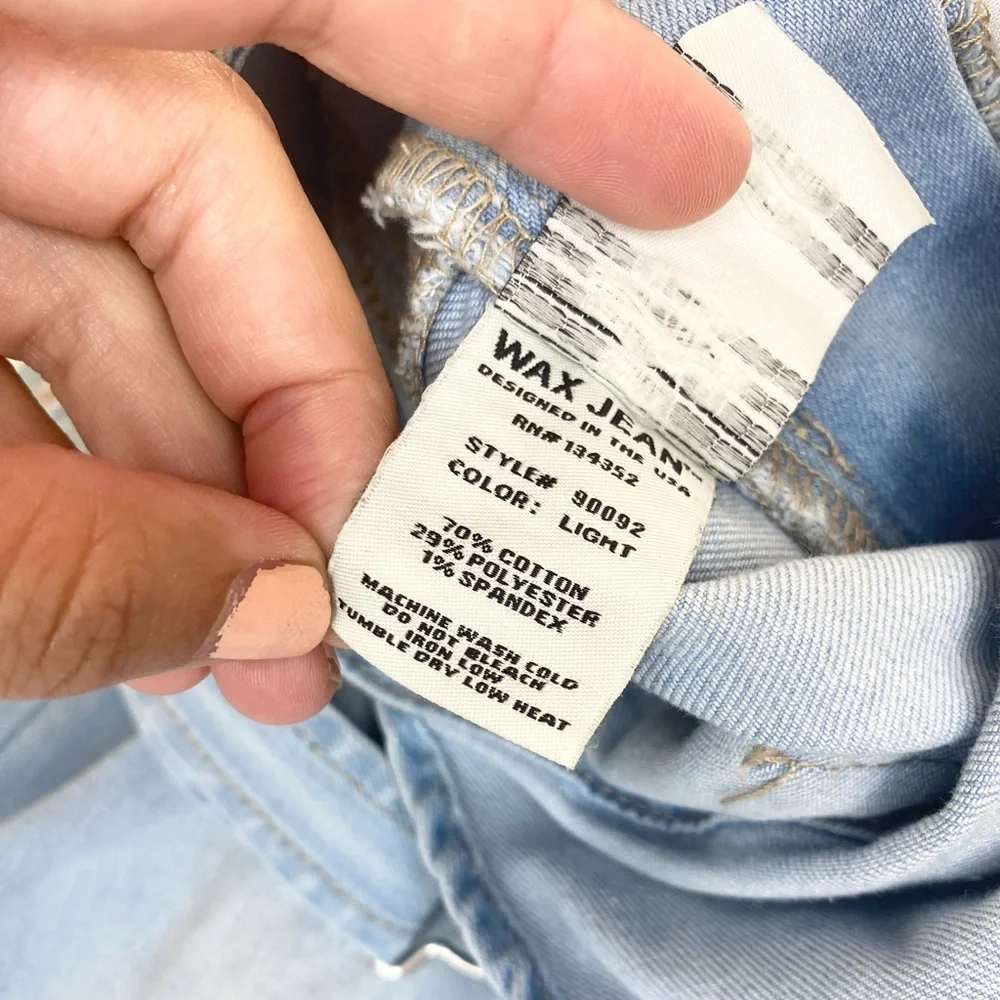 WAX JEAN™
DESIGNED IN THE USA
RN# 134352
STYLE# 90092
COLOR: LIGHT
70% COTTON
29% POLYESTER
1% SPANDEX
MACHINE WASH COLD
DO NOT BLEACH
IRON LOW
TUMBLE DRY LOW HEAT